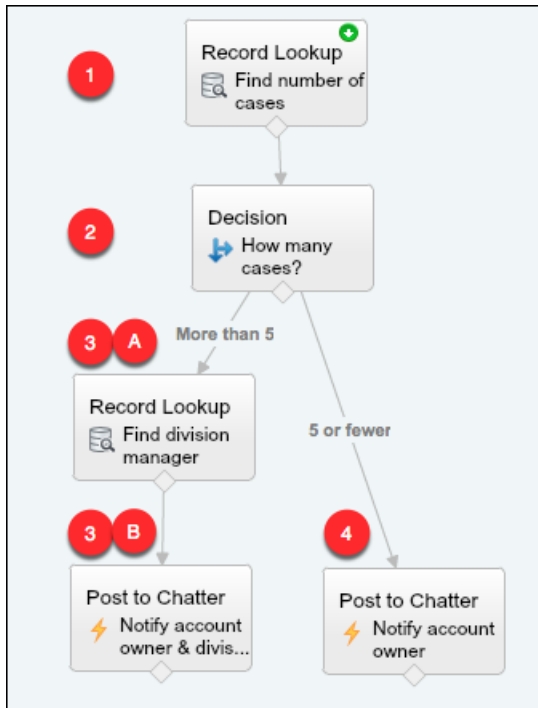 1
Record Lookup
Find number of
cases
2
Decision
How many
cases?
More than 5
5 or fewer
3 A
Record Lookup
Find division
manager
3 B
Post to Chatter
Notify account
owner & divis...
4
Post to Chatter
Notify account
owner